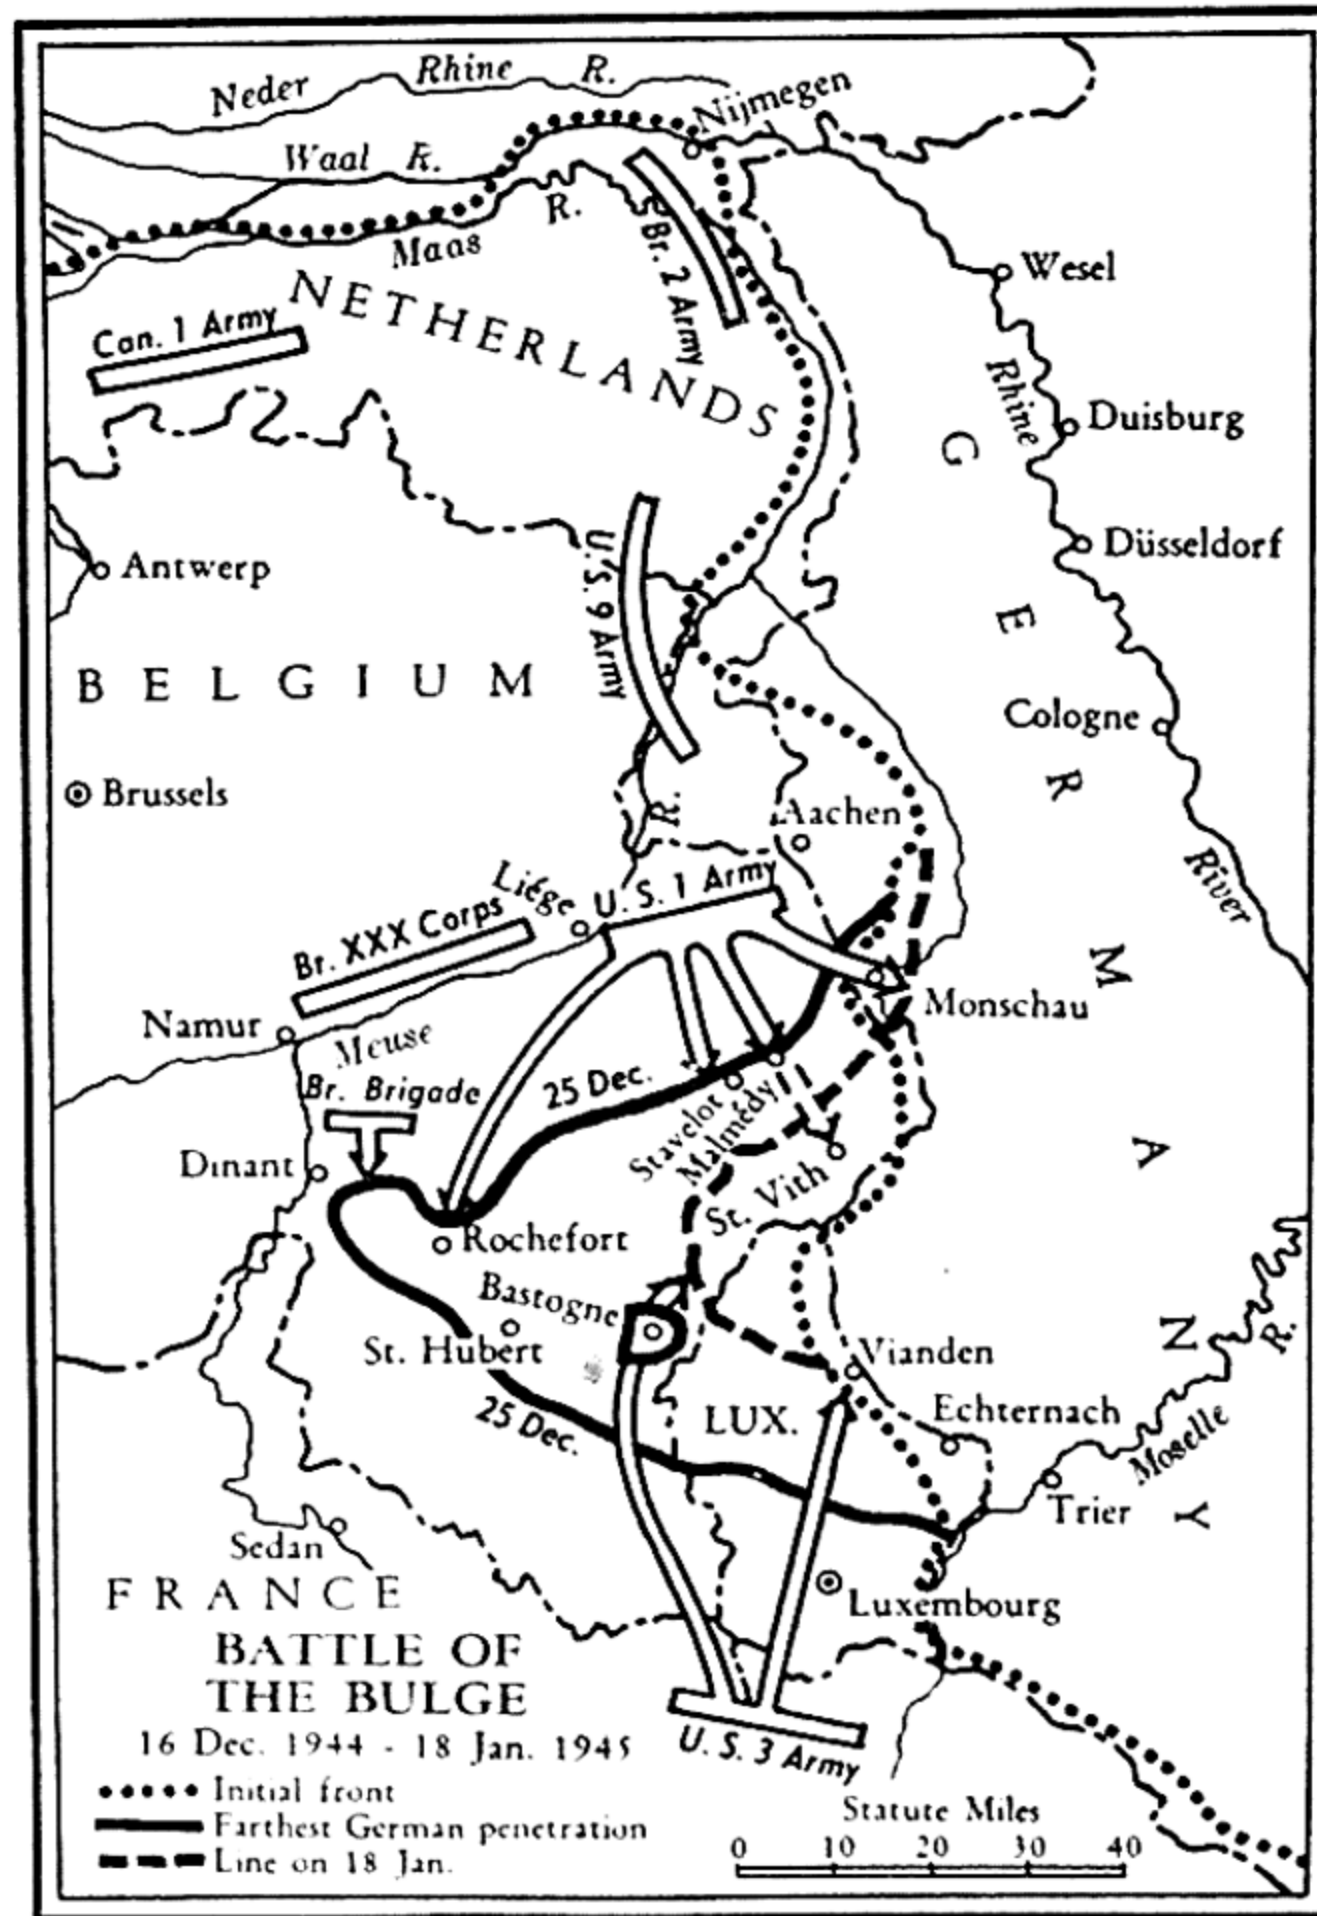 Neder Rhine R.
Nijmegen
Waal R.
R.
Maas
Br. 2 Army
Wesel
NETHERLANDS
Can. 1 Army
Rhine
Duisburg
GERMANY
Düsseldorf
Antwerp
U.S. 9 Army
BELGIUM
Cologne
Brussels
R.
Aachen
River
Liége
U.S. 1 Army
Br. XXX Corps
Monschau
Namur
Meuse
Br. Brigade
25 Dec.
Stavelot
Malmédy
Dinant
St. Vith
Rochefort
Bastogne
St. Hubert
Vianden
R.
25 Dec.
LUX.
Echternach
Moselle
Trier
Sedan
Luxembourg
FRANCE
BATTLE OF
THE BULGE
16 Dec. 1944 - 18 Jan. 1945
U.S. 3 Army
Initial front
Farthest German penetration
Line on 18 Jan.
Statute Miles
0 10 20 30 40